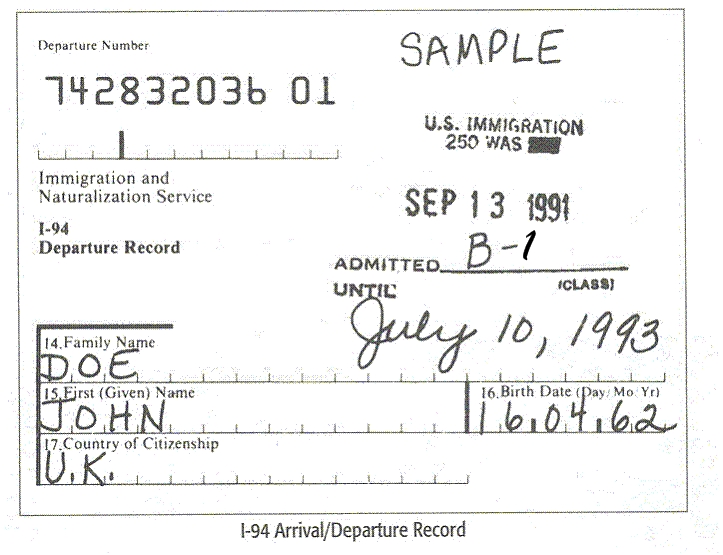 Departure Number
SAMPLE
742832036 01
U.S. IMMIGRATION
250 WAS
Immigration and
Naturalization Service
SEP 13 1991
I-94
Departure Record
ADMITTED B-1
UNTIL (CLASS)
July 10, 1993
14. Family Name
DOE
15. First (Given) Name
16. Birth Date (Day/Mo/Yr)
JOHN
16 04 62
17. Country of Citizenship
U.K.
I-94 Arrival/Departure Record